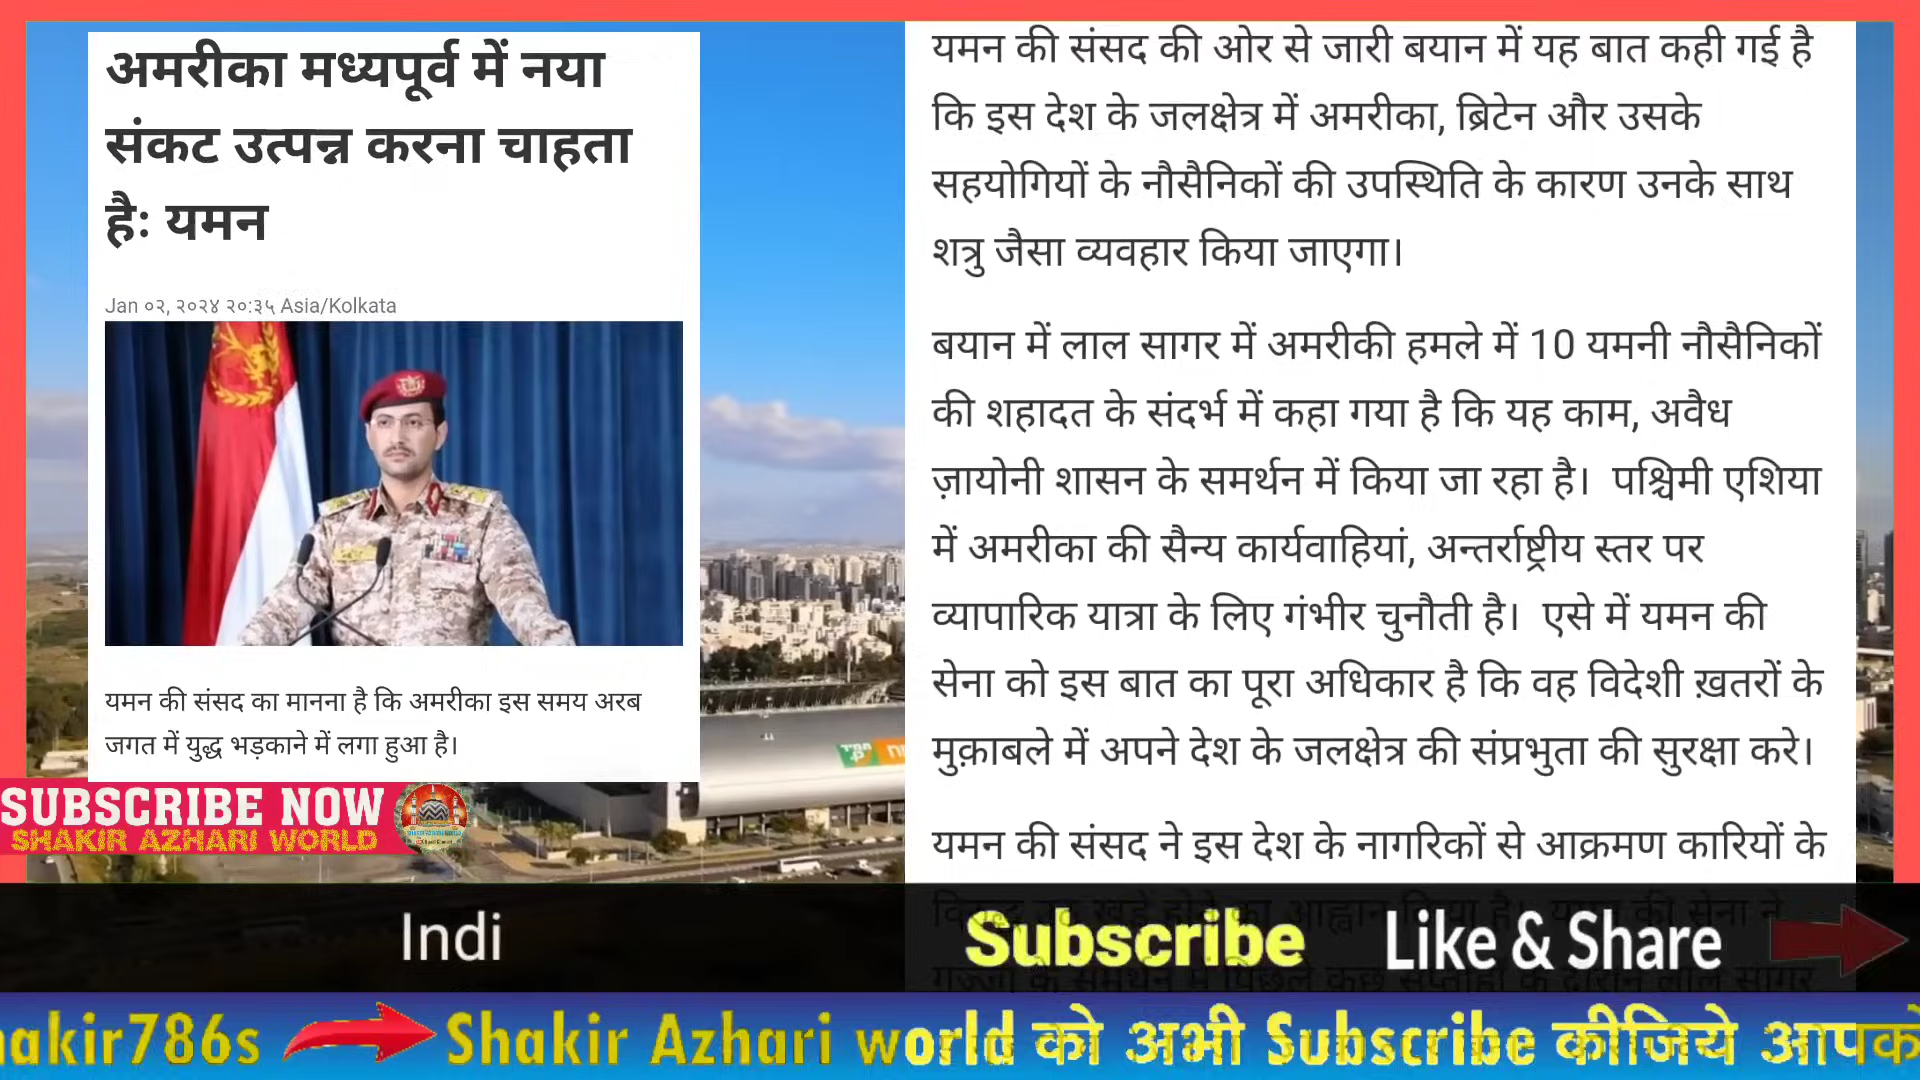 अमरीका मध्यपूर्व में नया
संकट उत्पन्न करना चाहता
हैः यमन
Jan ०२, २०२४ २०:३५ Asia/Kolkata
यमन की संसद का मानना है कि अमरीका इस समय अरब
जगत में युद्ध भड़काने में लगा हुआ है।
SUBSCRIBE NOW
SHAKIR AZHARI WORLD
यमन की संसद की ओर से जारी बयान में यह बात कही गई है
कि इस देश के जलक्षेत्र में अमरीका, ब्रिटेन और उसके
सहयोगियों के नौसैनिकों की उपस्थिति के कारण उनके साथ
शत्रु जैसा व्यवहार किया जाएगा।
बयान में लाल सागर में अमरीकी हमले में 10 यमनी नौसैनिकों
की शहादत के संदर्भ में कहा गया है कि यह काम, अवैध
ज़ायोनी शासन के समर्थन में किया जा रहा है। पश्चिमी एशिया
में अमरीका की सैन्य कार्यवाहियां, अन्तर्राष्ट्रीय स्तर पर
व्यापारिक यात्रा के लिए गंभीर चुनौती है। एसे में यमन की
सेना को इस बात का पूरा अधिकार है कि वह विदेशी ख़तरों के
मुक़ाबले में अपने देश के जलक्षेत्र की संप्रभुता की सुरक्षा करे।
यमन की संसद ने इस देश के नागरिकों से आक्रमण कारियों के
Indi
Subscribe Like & Share
hakir786s Shakir Azhari world को अभी Subscribe कीजिये आपको